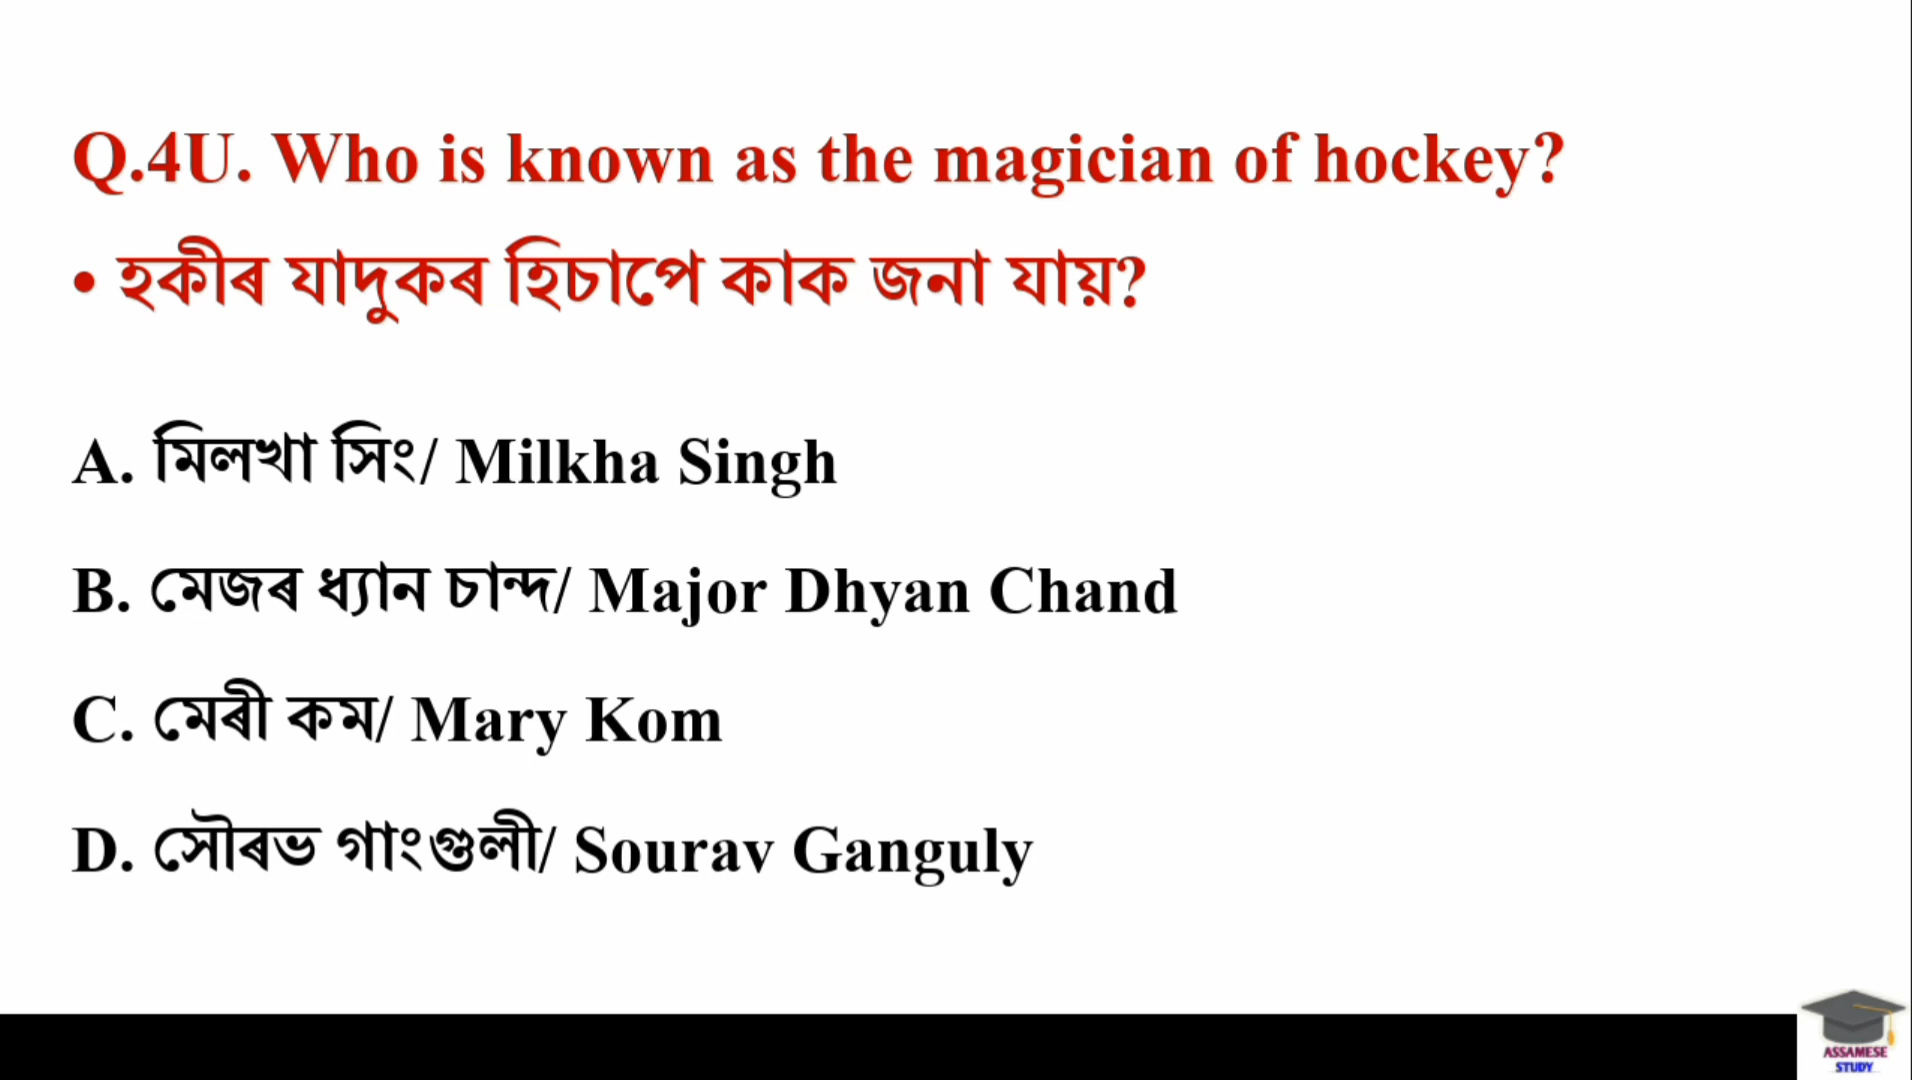 Q.4U. Who is known as the magician of hockey?
• হকীৰ যাদুকৰ হিচাপে কাক জনা যায়?
A. মিলখা সিং/ Milkha Singh
B. মেজৰ ধ্যান চান্দ/ Major Dhyan Chand
C. মেৰী কম/ Mary Kom
D. সৌৰভ গাংগুলী/ Sourav Ganguly
ASSAMESE
STUDY